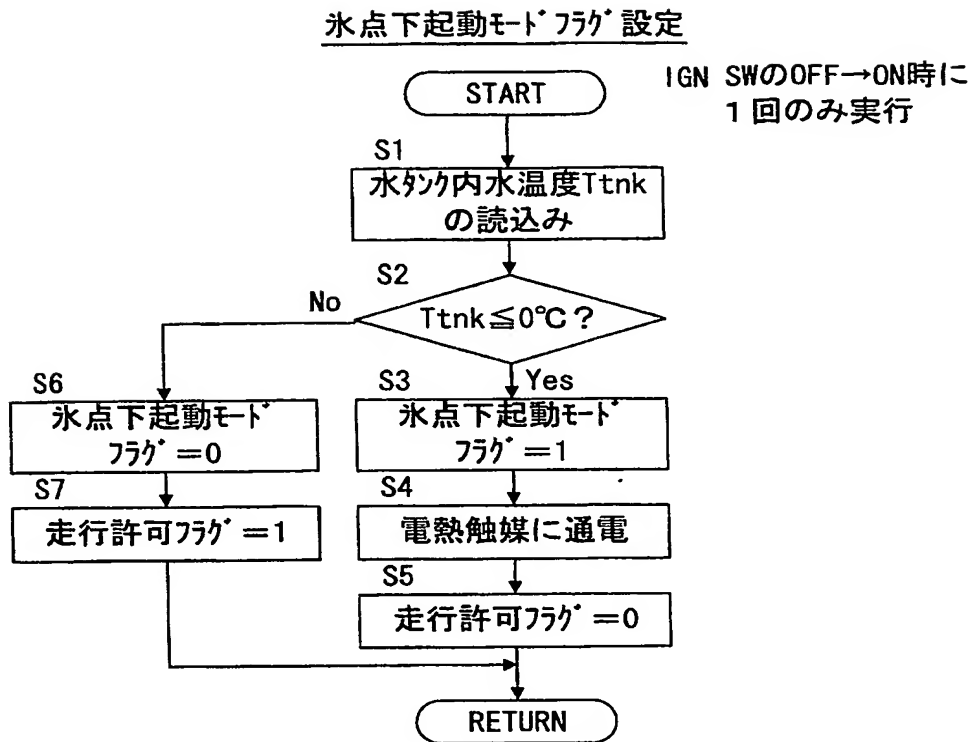 氷点下起動ﾓｰﾄﾞﾌﾗｸﾞ設定
IGN SWのOFF→ON時に
1回のみ実行
START
S1
水ﾀﾝｸ内水温度Ttnk
の読込み
S2
Ttnk≦0℃?
No
Yes
S6
氷点下起動ﾓｰﾄﾞ
ﾌﾗｸﾞ=0
S3
氷点下起動ﾓｰﾄﾞ
ﾌﾗｸﾞ=1
S7
走行許可ﾌﾗｸﾞ=1
S4
電熱触媒に通電
S5
走行許可ﾌﾗｸﾞ=0
RETURN